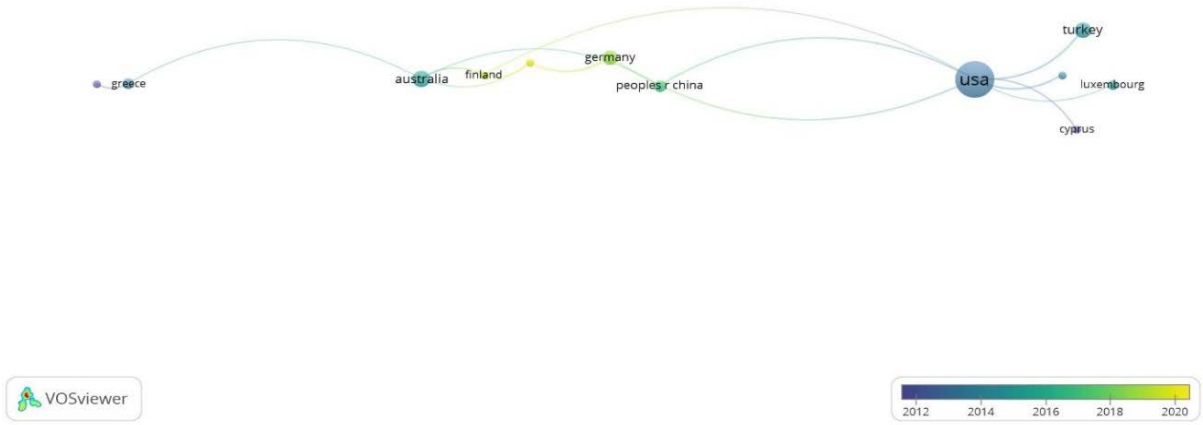 turkey
germany
finland
usa
australia
greece
peoples r china
luxembourg
cyprus
VOSviewer
2012 2014 2016 2018 2020